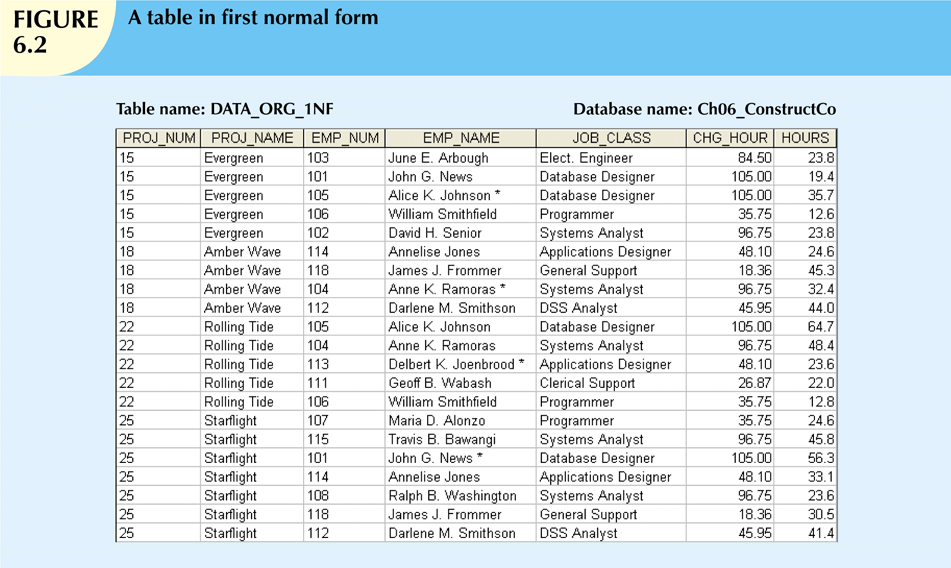 FIGURE 6.2
A table in first normal form
Table name: DATA_ORG_1NF Database name: Ch06_ConstructCo
PROJ_NUM PROJ_NAME EMP_NUM EMP_NAME JOB_CLASS CHG_HOUR HOURS
15 Evergreen 103 June E. Arbough Elect. Engineer 84.50 23.8
15 Evergreen 101 John G. News Database Designer 105.00 19.4
15 Evergreen 105 Alice K. Johnson * Database Designer 105.00 35.7
15 Evergreen 106 William Smithfield Programmer 35.75 12.6
15 Evergreen 102 David H. Senior Systems Analyst 96.75 23.8
18 Amber Wave 114 Annelise Jones Applications Designer 48.10 24.6
18 Amber Wave 118 James J. Frommer General Support 18.36 45.3
18 Amber Wave 104 Anne K. Ramoras * Systems Analyst 96.75 32.4
18 Amber Wave 112 Darlene M. Smithson DSS Analyst 45.95 44.0
22 Rolling Tide 105 Alice K. Johnson Database Designer 105.00 64.7
22 Rolling Tide 104 Anne K. Ramoras Systems Analyst 96.75 48.4
22 Rolling Tide 113 Delbert K. Joenbrood * Applications Designer 48.10 23.6
22 Rolling Tide 111 Geoff B. Wabash Clerical Support 26.87 22.0
22 Rolling Tide 106 William Smithfield Programmer 35.75 12.8
25 Starflight 107 Maria D. Alonzo Programmer 35.75 24.6
25 Starflight 115 Travis B. Bawangi Systems Analyst 96.75 45.8
25 Starflight 101 John G. News * Database Designer 105.00 56.3
25 Starflight 114 Annelise Jones Applications Designer 48.10 33.1
25 Starflight 108 Ralph B. Washington Systems Analyst 96.75 23.6
25 Starflight 118 James J. Frommer General Support 18.36 30.5
25 Starflight 112 Darlene M. Smithson DSS Analyst 45.95 41.4